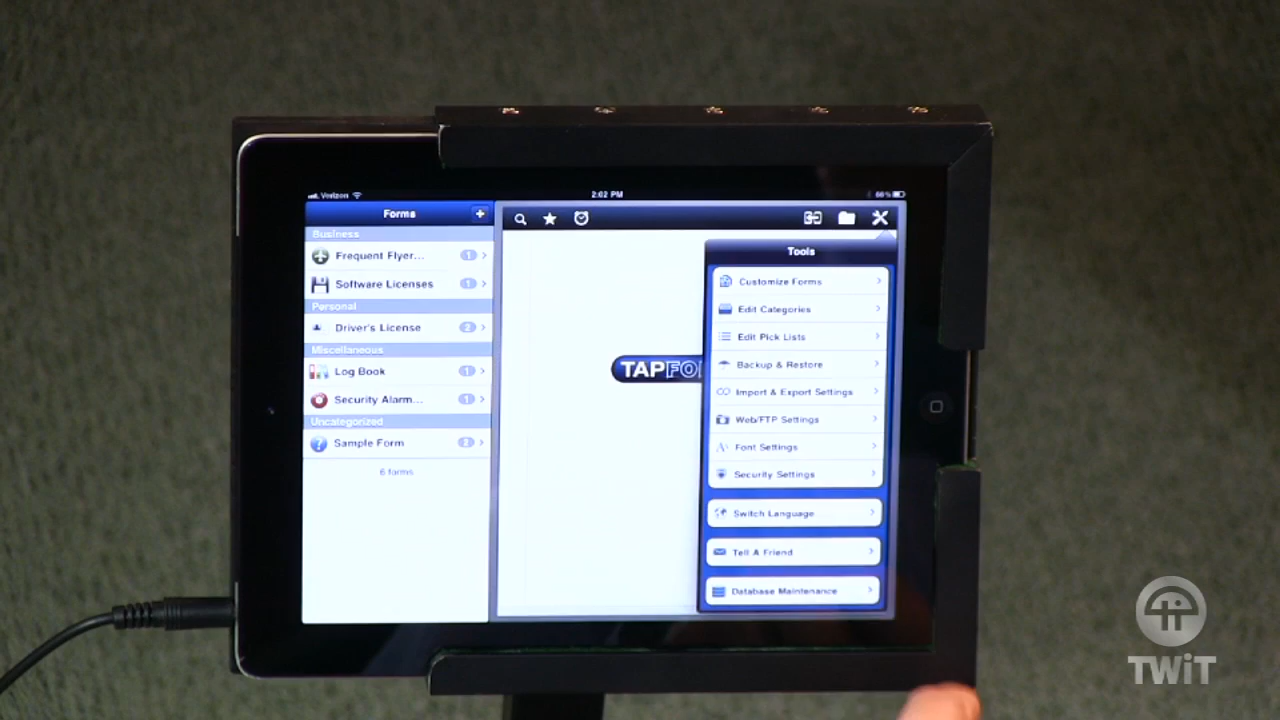 Verizon
2:02 PM
Forms
+
Business
Frequent Flyer...
1
Software Licenses
1
Personal
Driver's License
2
Miscellaneous
Log Book
1
Security Alarm...
1
Uncategorized
Sample Form
2
6 forms
TAPFO
Tools
Customize Forms
Edit Categories
Edit Pick Lists
Backup & Restore
Import & Export Settings
Web/FTP Settings
Font Settings
Security Settings
Switch Language
Tell A Friend
Database Maintenance
TWiT